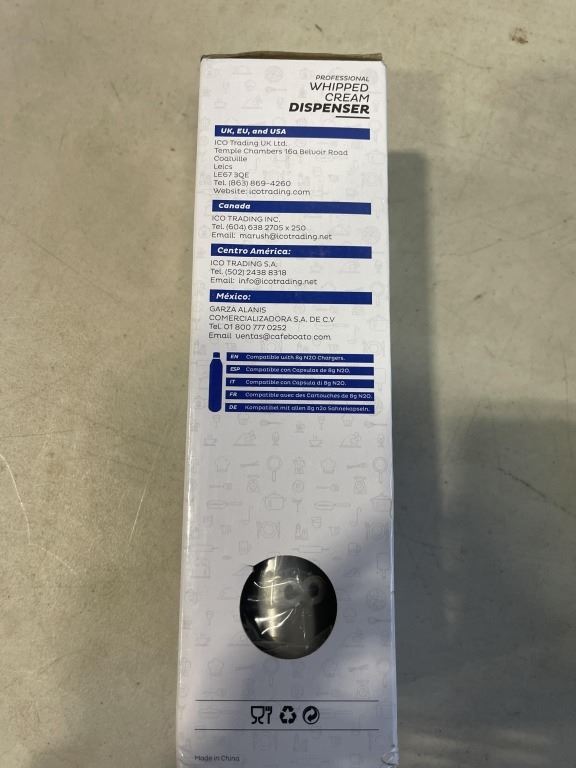 PROFESSIONAL
WHIPPED
CREAM
DISPENSER
UK, EU, and USA
ICO Trading UK Ltd.
Temple Chambers 16a Belvoir Road
Coalville
Leics
LE67 3QE
Tel. (863) 869-4260
Website: icotrading.com
Canada
ICO TRADING INC.
Tel. (604) 638 2705 x 250
Email: marush@icotrading.net
Centro América:
ICO TRADING S.A.
Tel. (502) 2438 8318
Email: info@icotrading.net
México:
GARZA ALANIS
COMERCIALIZADORA S.A. DE C.V
Tel. 01 800 777 0252
Email ventas@cafeboato.com
EN Compatible with 8g N2O Chargers.
ESP Compatible con Capsulas de 8g N2O.
IT Compatible con Capsula di 8g N2O.
FR Compatible avec des Cartouches de 8g N2O.
DE Kompatibel mit allen 8g n2o Sahnekapseln.
Made in China